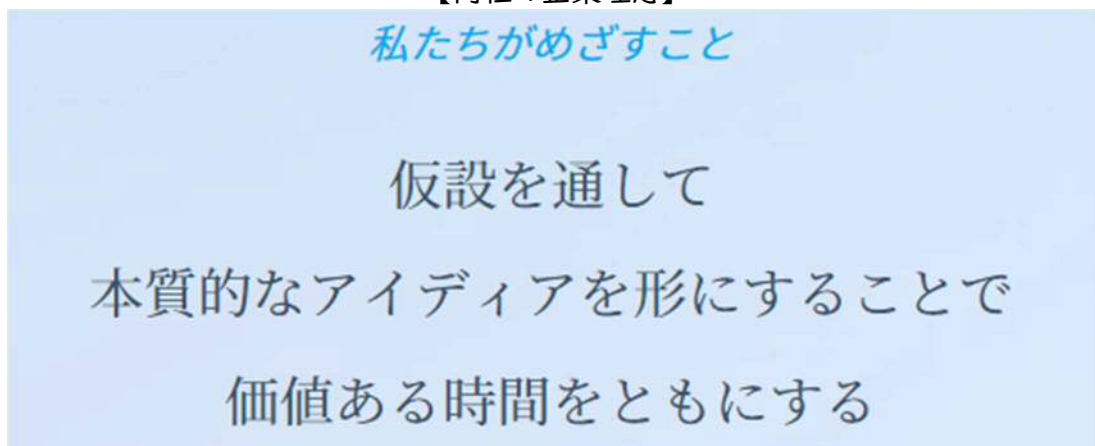 私たちがめざすこと
仮設を通して
本質的なアイディアを形にすることで
価値ある時間をともにする